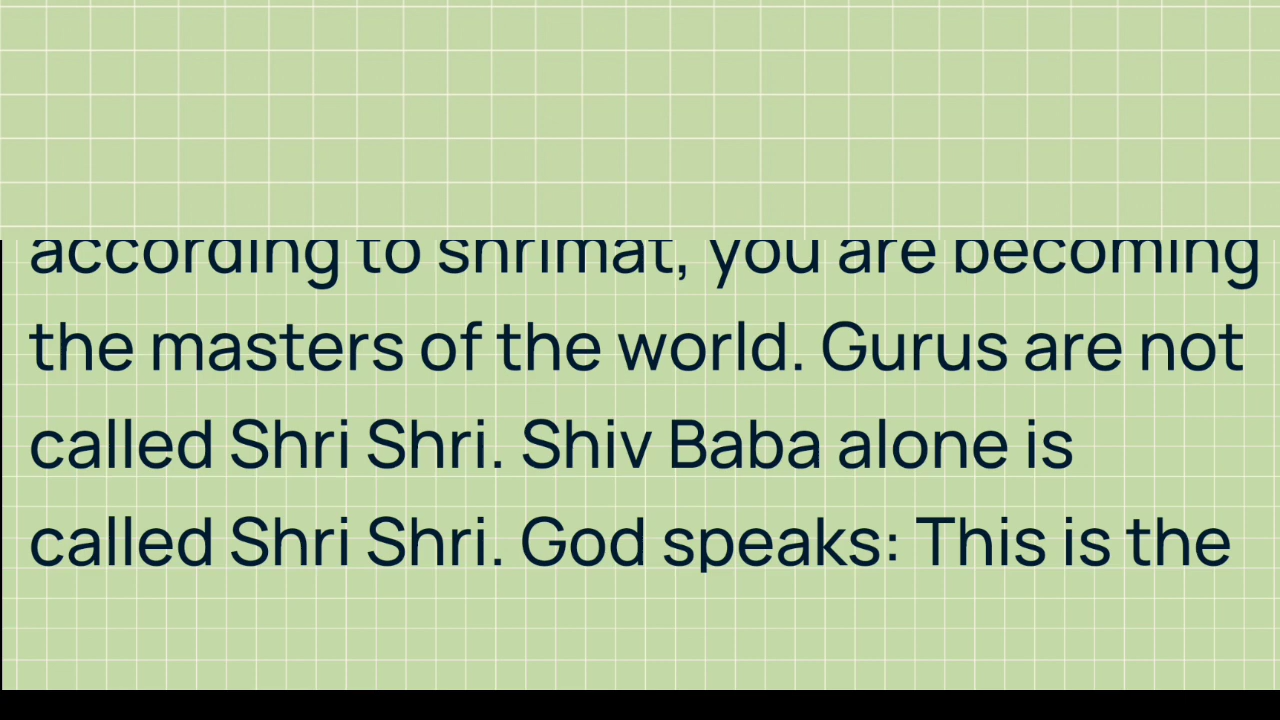 according to shrimat, you are becoming
the masters of the world. Gurus are not
called Shri Shri. Shiv Baba alone is
called Shri Shri. God speaks: This is the